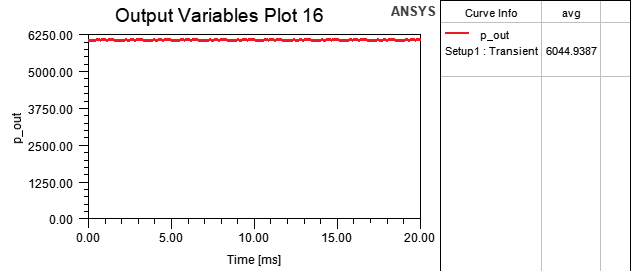 Output Variables Plot 16
ANSYS
6250.00
5000.00
3750.00
2500.00
1250.00
0.00
p_out
0.00 5.00 10.00 15.00 20.00
Time [ms]
Curve Info avg
p_out
Setup1 : Transient 6044.9387